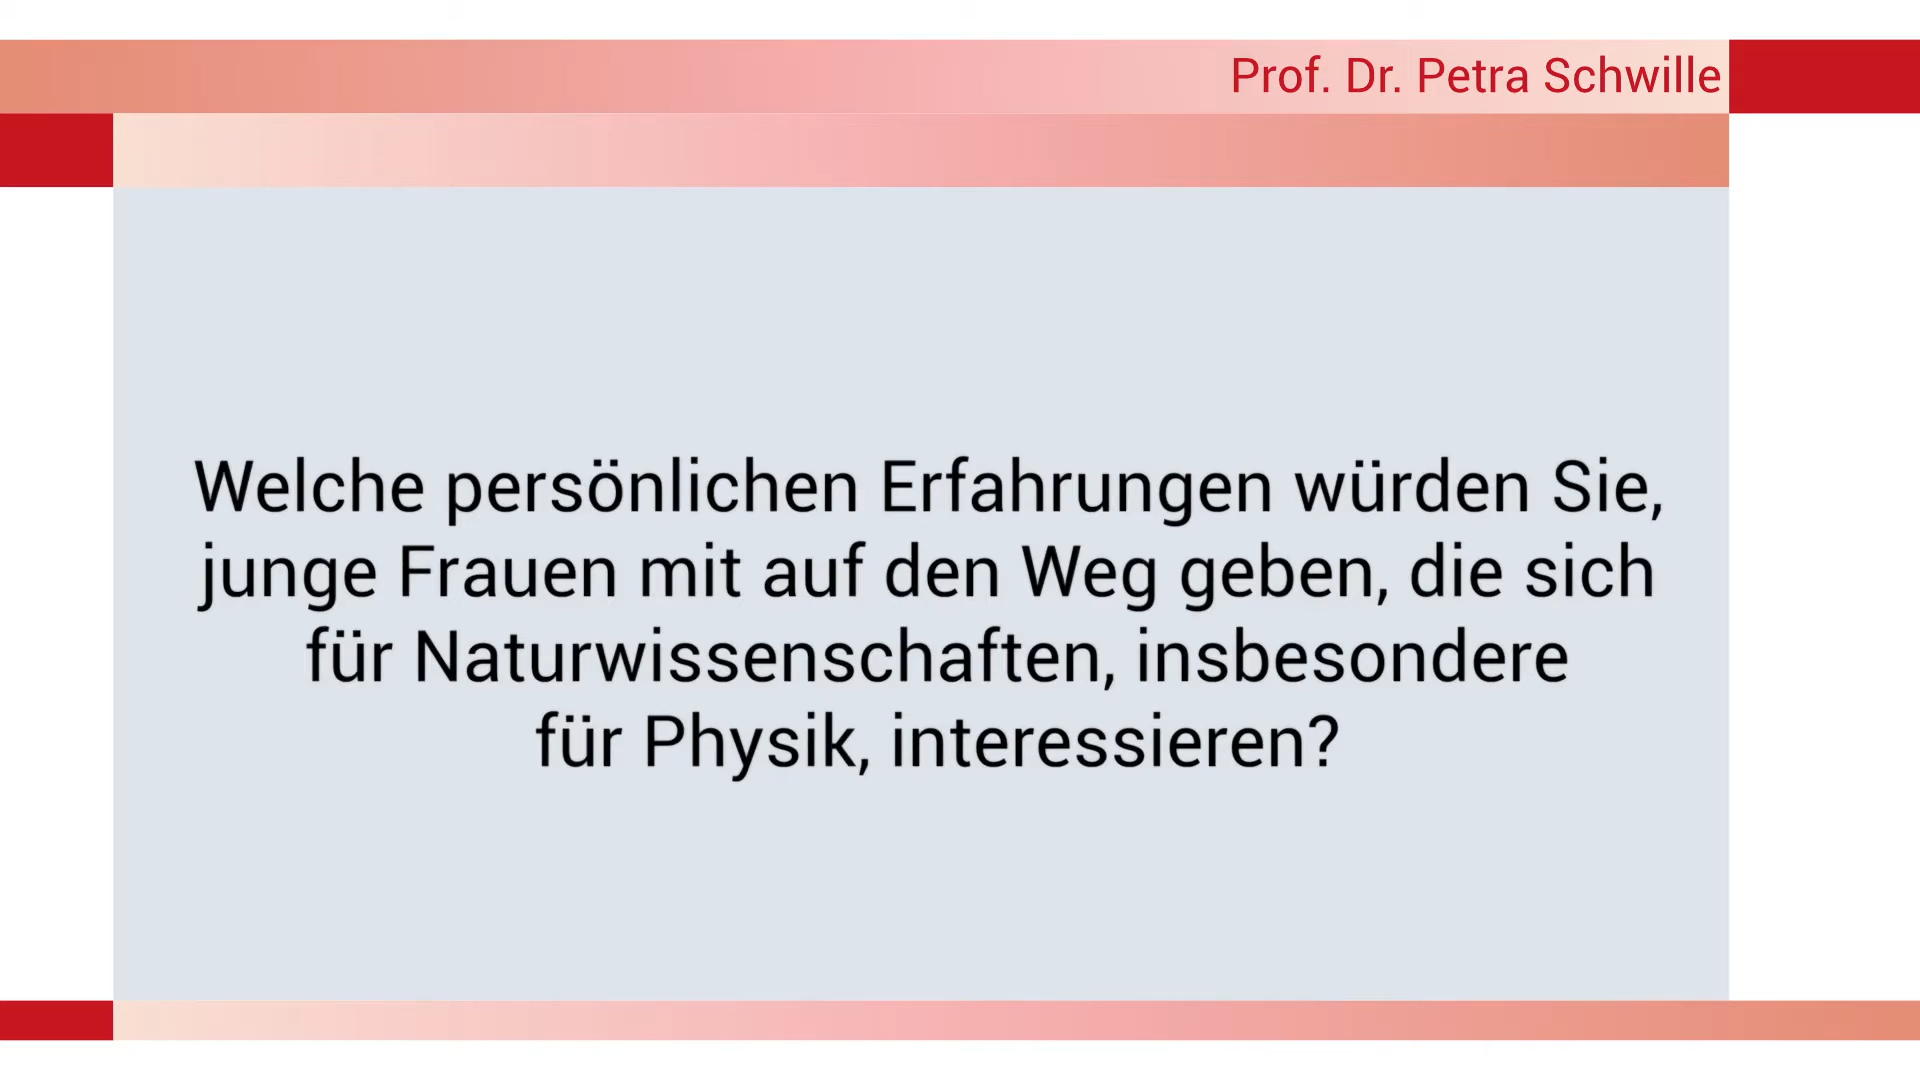 Prof. Dr. Petra Schwille
Welche persönlichen Erfahrungen würden Sie,
junge Frauen mit auf den Weg geben, die sich
für Naturwissenschaften, insbesondere
für Physik, interessieren?